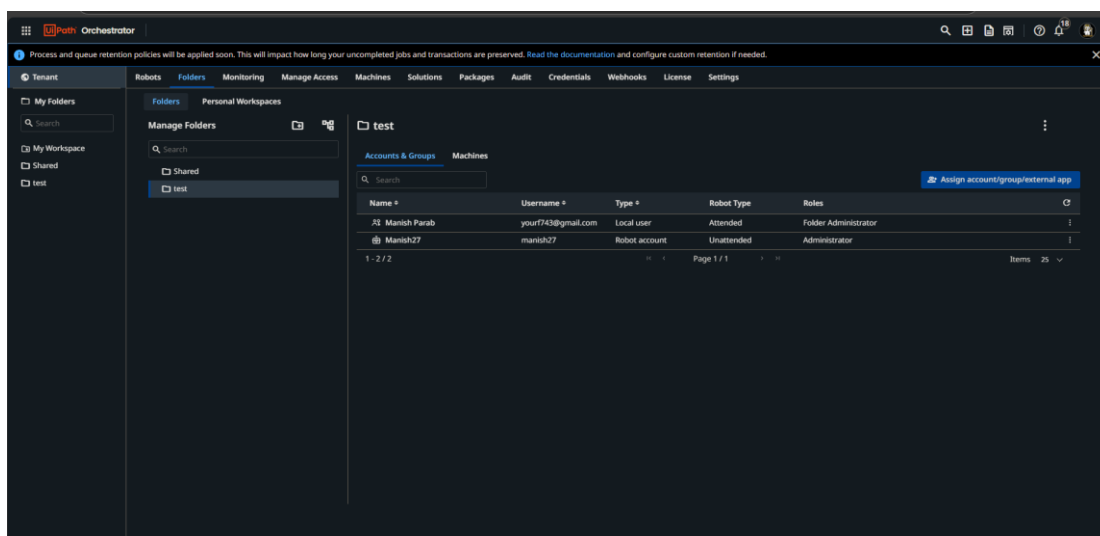 UiPath Orchestrator 18
Process and queue retention policies will be applied soon. This will impact how long your uncompleted jobs and transactions are preserved. Read the documentation and configure custom retention if needed.
Tenant Robots Folders Monitoring Manage Access Machines Solutions Packages Audit Credentials Webhooks License Settings
My Folders Folders Personal Workspaces
Search Manage Folders test
My Workspace Search Accounts & Groups Machines
Shared Shared
test test Search Assign account/group/external app
Name Username Type Robot Type Roles
Manish Parab yourf743@gmail.com Local user Attended Folder Administrator
Manish27 manish27 Robot account Unattended Administrator
1 - 2 / 2 Page 1 / 1 Items 25